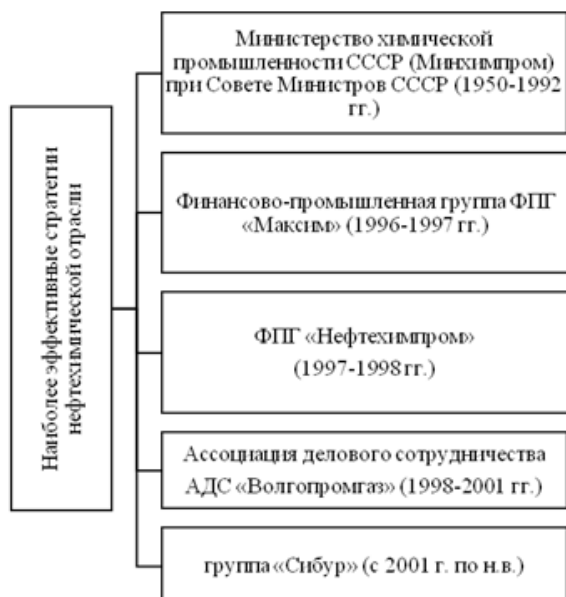 Наиболее эффективные стратегии
нефтехимической отрасли
Министерство химической
промышленности СССР (Минхимпром)
при Совете Министров СССР (1950-1992
гг.)
Финансово-промышленная группа ФПГ
«Максим» (1996-1997 гг.)
ФПГ «Нефтехимпром»
(1997-1998 гг.)
Ассоциация делового сотрудничества
АДС «Волгопромгаз» (1998-2001 гг.)
группа «Сибур» (с 2001 г. по н.в.)